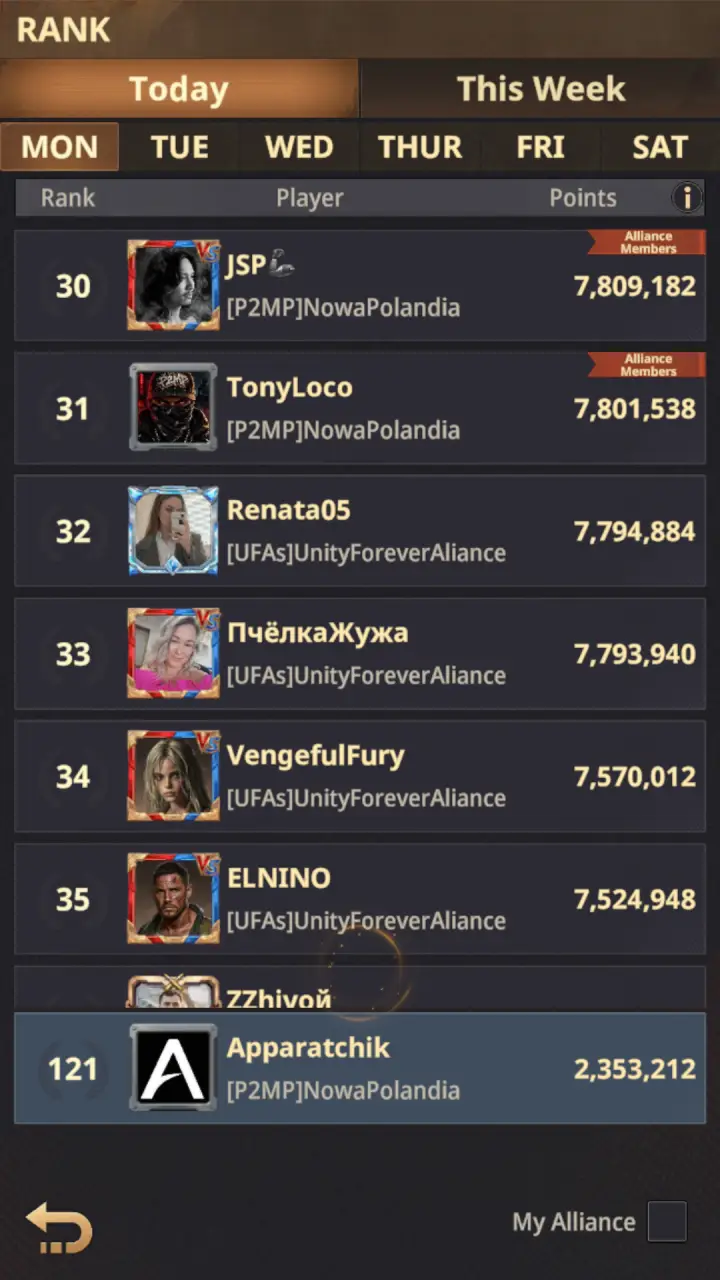 RANK
Today
This Week
MON TUE WED THUR FRI SAT
Rank Player Points
Alliance Members
30 JSP💪 7,809,182
[P2MP]NowaPolandia
Alliance Members
31 TonyLoco 7,801,538
[P2MP]NowaPolandia
32 Renata05 7,794,884
[UFAs]UnityForeverAliance
33 ПчёлкаЖужа 7,793,940
[UFAs]UnityForeverAliance
34 VengefulFury 7,570,012
[UFAs]UnityForeverAliance
35 ELNINO 7,524,948
[UFAs]UnityForeverAliance
ZZhivoй
121 Apparatchik 2,353,212
[P2MP]NowaPolandia
My Alliance